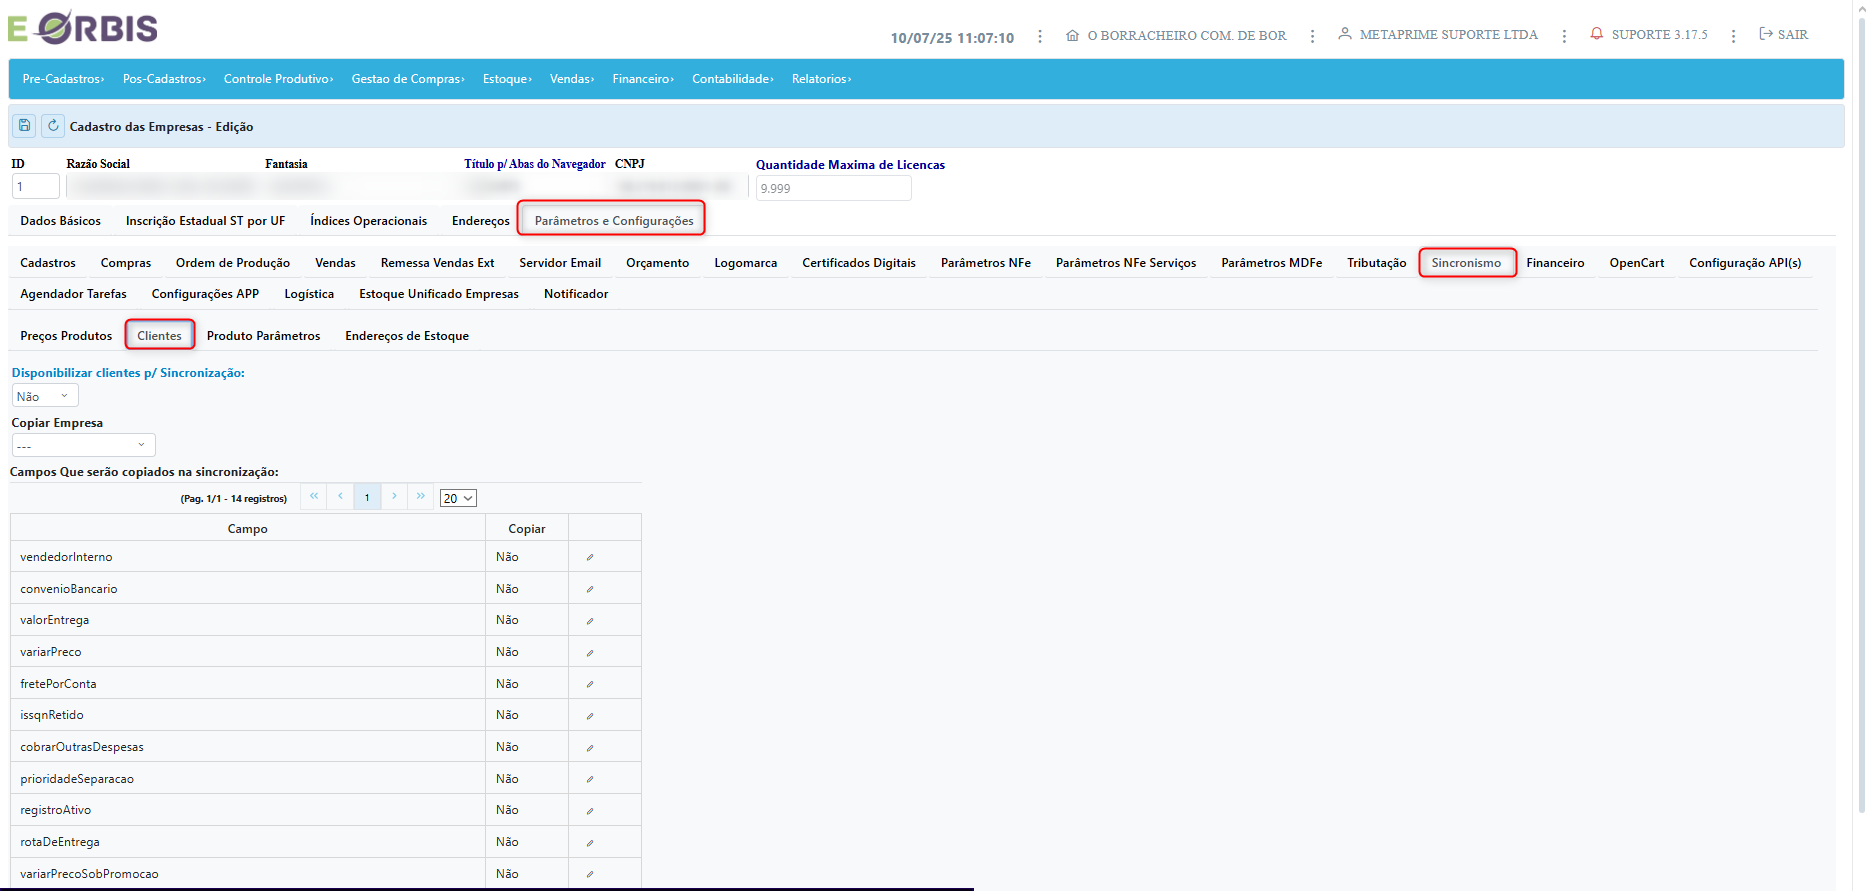 E ORBIS
10/07/25 11:07:10 O BORRACHEIRO COM. DE BOR METAPRIME SUPORTE LTDA SUPORTE 3.17.5 SAIR
Pre-Cadastros› Pos-Cadastros› Controle Produtivo› Gestao de Compras› Estoque› Vendas› Financeiro› Contabilidade› Relatorios›
Cadastro das Empresas - Edição
ID Razão Social Fantasia Título p/ Abas do Navegador CNPJ Quantidade Maxima de Licencas
1 9.999
Dados Básicos Inscrição Estadual ST por UF Índices Operacionais Endereços Parâmetros e Configurações
Cadastros Compras Ordem de Produção Vendas Remessa Vendas Ext Servidor Email Orçamento Logomarca Certificados Digitais Parâmetros NFe Parâmetros NFe Serviços Parâmetros MDFe Tributação Sincronismo Financeiro OpenCart Configuração API(s)
Agendador Tarefas Configurações APP Logística Estoque Unificado Empresas Notificador
Preços Produtos Clientes Produto Parâmetros Endereços de Estoque
Disponibilizar clientes p/ Sincronização:
Não
Copiar Empresa
---
Campos Que serão copiados na sincronização:
(Pag. 1/1 - 14 registros) « ‹ 1 › » 20
Campo Copiar
vendedorInterno Não
convenioBancario Não
valorEntrega Não
variarPreco Não
fretePorConta Não
issqnRetido Não
cobrarOutrasDespesas Não
prioridadeSeparacao Não
registroAtivo Não
rotaDeEntrega Não
variarPrecoSobPromocao Não